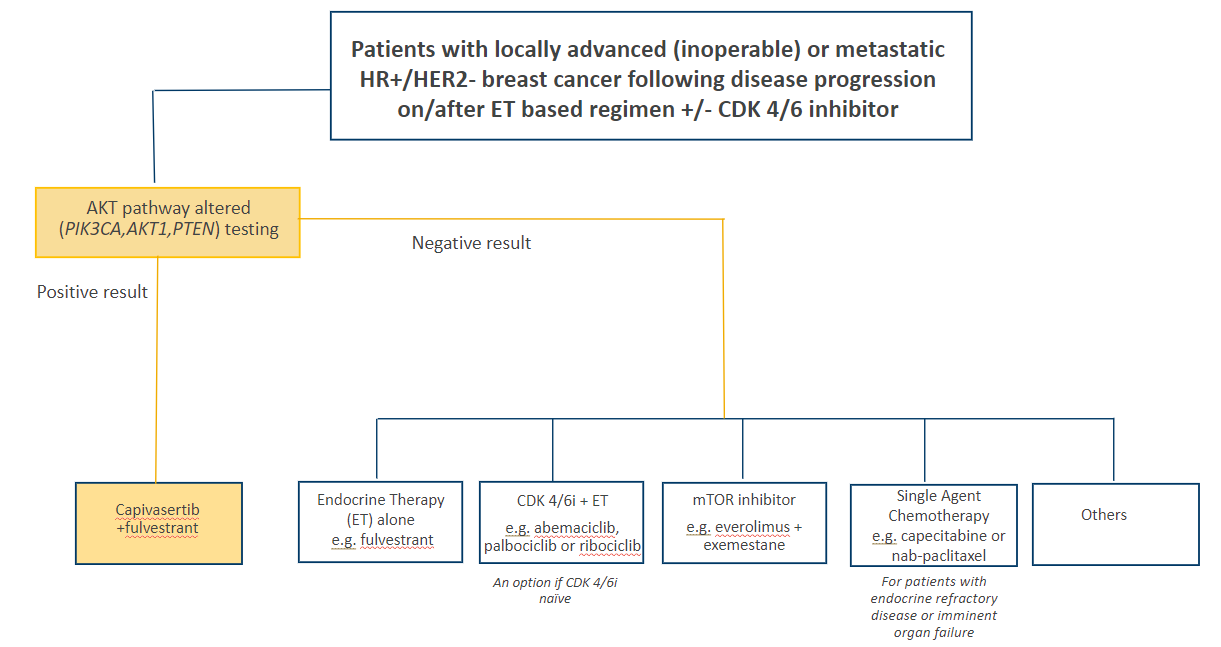 Patients with locally advanced (inoperable) or metastatic
HR+/HER2- breast cancer following disease progression
on/after ET based regimen +/- CDK 4/6 inhibitor
AKT pathway altered
(PIK3CA,AKT1,PTEN) testing
Negative result
Positive result
Capivasertib
+fulvestrant
Endocrine Therapy
(ET) alone
e.g. fulvestrant
CDK 4/6i + ET
e.g. abemaciclib,
palbociclib or ribociclib
An option if CDK 4/6i
naïve
mTOR inhibitor
e.g. everolimus +
exemestane
Single Agent
Chemotherapy
e.g. capecitabine or
nab-paclitaxel
For patients with
endocrine refractory
disease or imminent
organ failure
Others